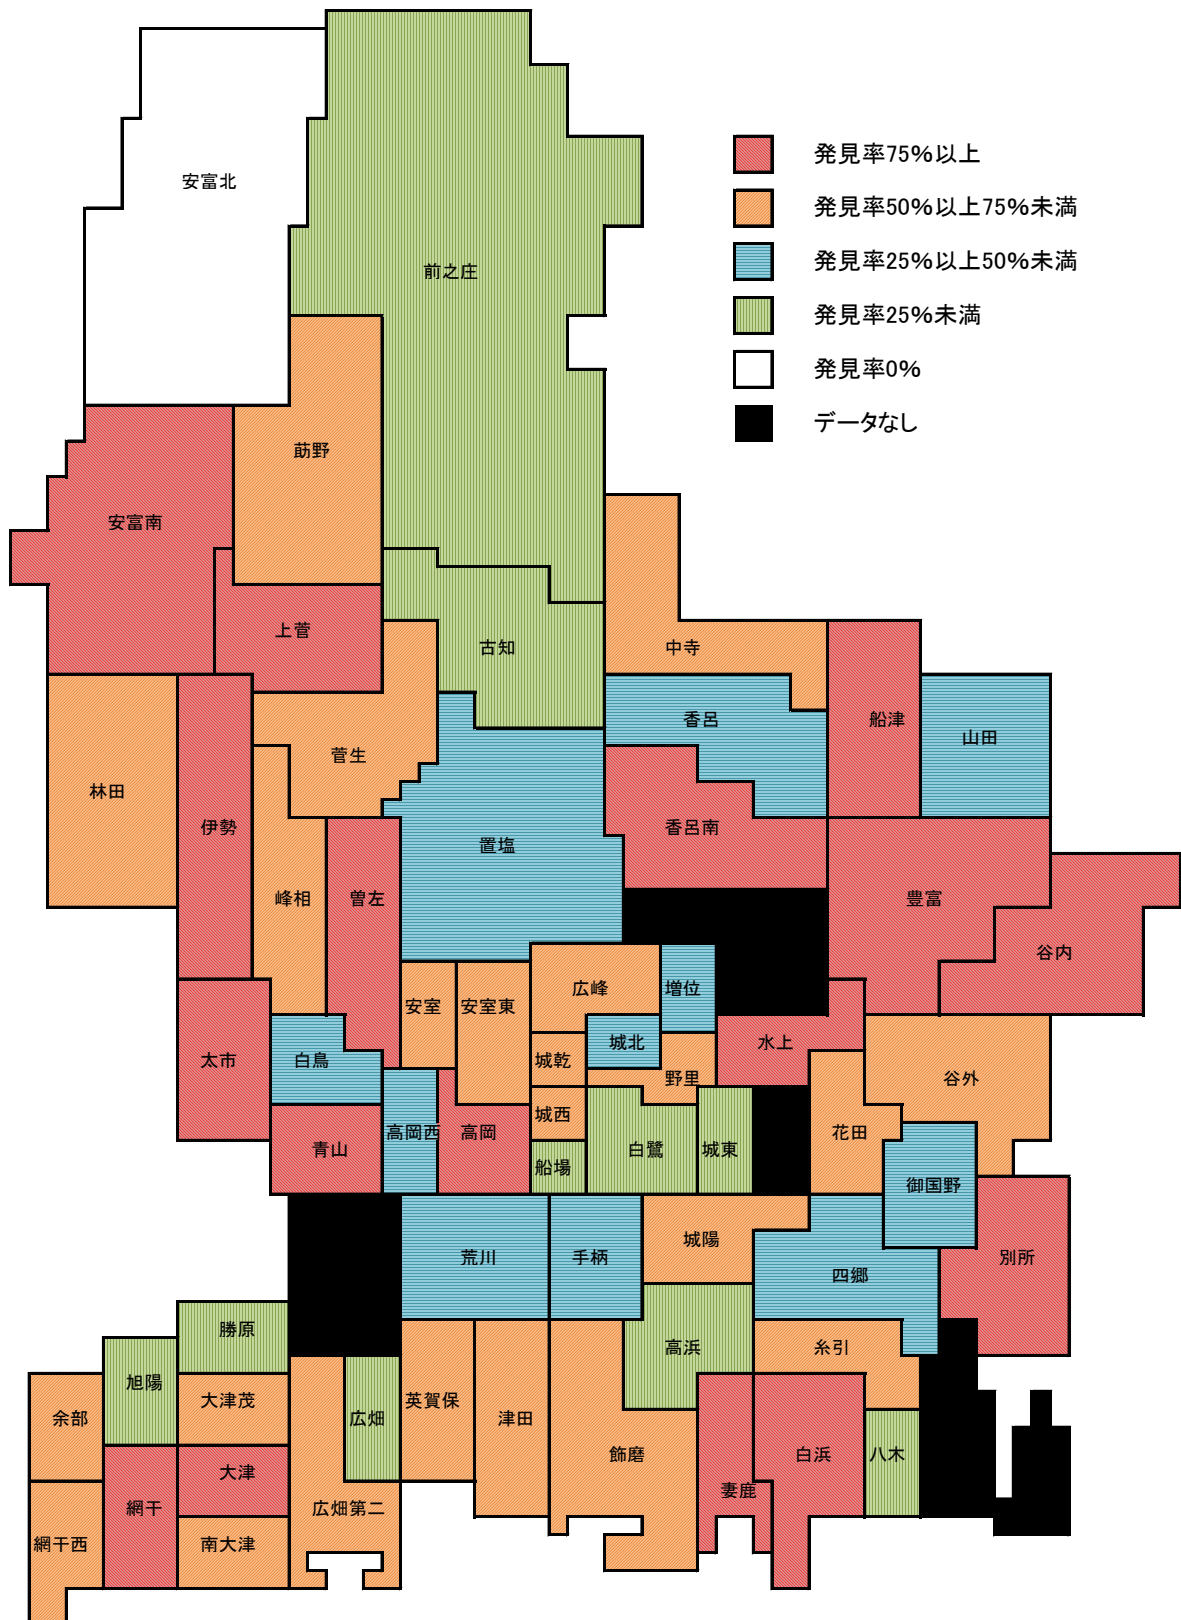 発見率75%以上
発見率50%以上75%未満
発見率25%以上50%未満
発見率25%未満
発見率0%
データなし
安富北
前之庄
莇野
安富南
上菅
古知
中寺
香呂
船津
山田
菅生
林田
伊勢
香呂南
置塩
峰相
曽左
豊富
谷内
広峰
増位
安室
安室東
城北
水上
城乾
太市
白鳥
野里
谷外
城西
高岡西
高岡
花田
青山
白鷺
城東
船場
御国野
城陽
荒川
手柄
四郷
別所
勝原
高浜
糸引
旭陽
大津茂
英賀保
余部
広畑
津田
飾磨
白浜
八木
大津
妻鹿
網干
広畑第二
網干西
南大津